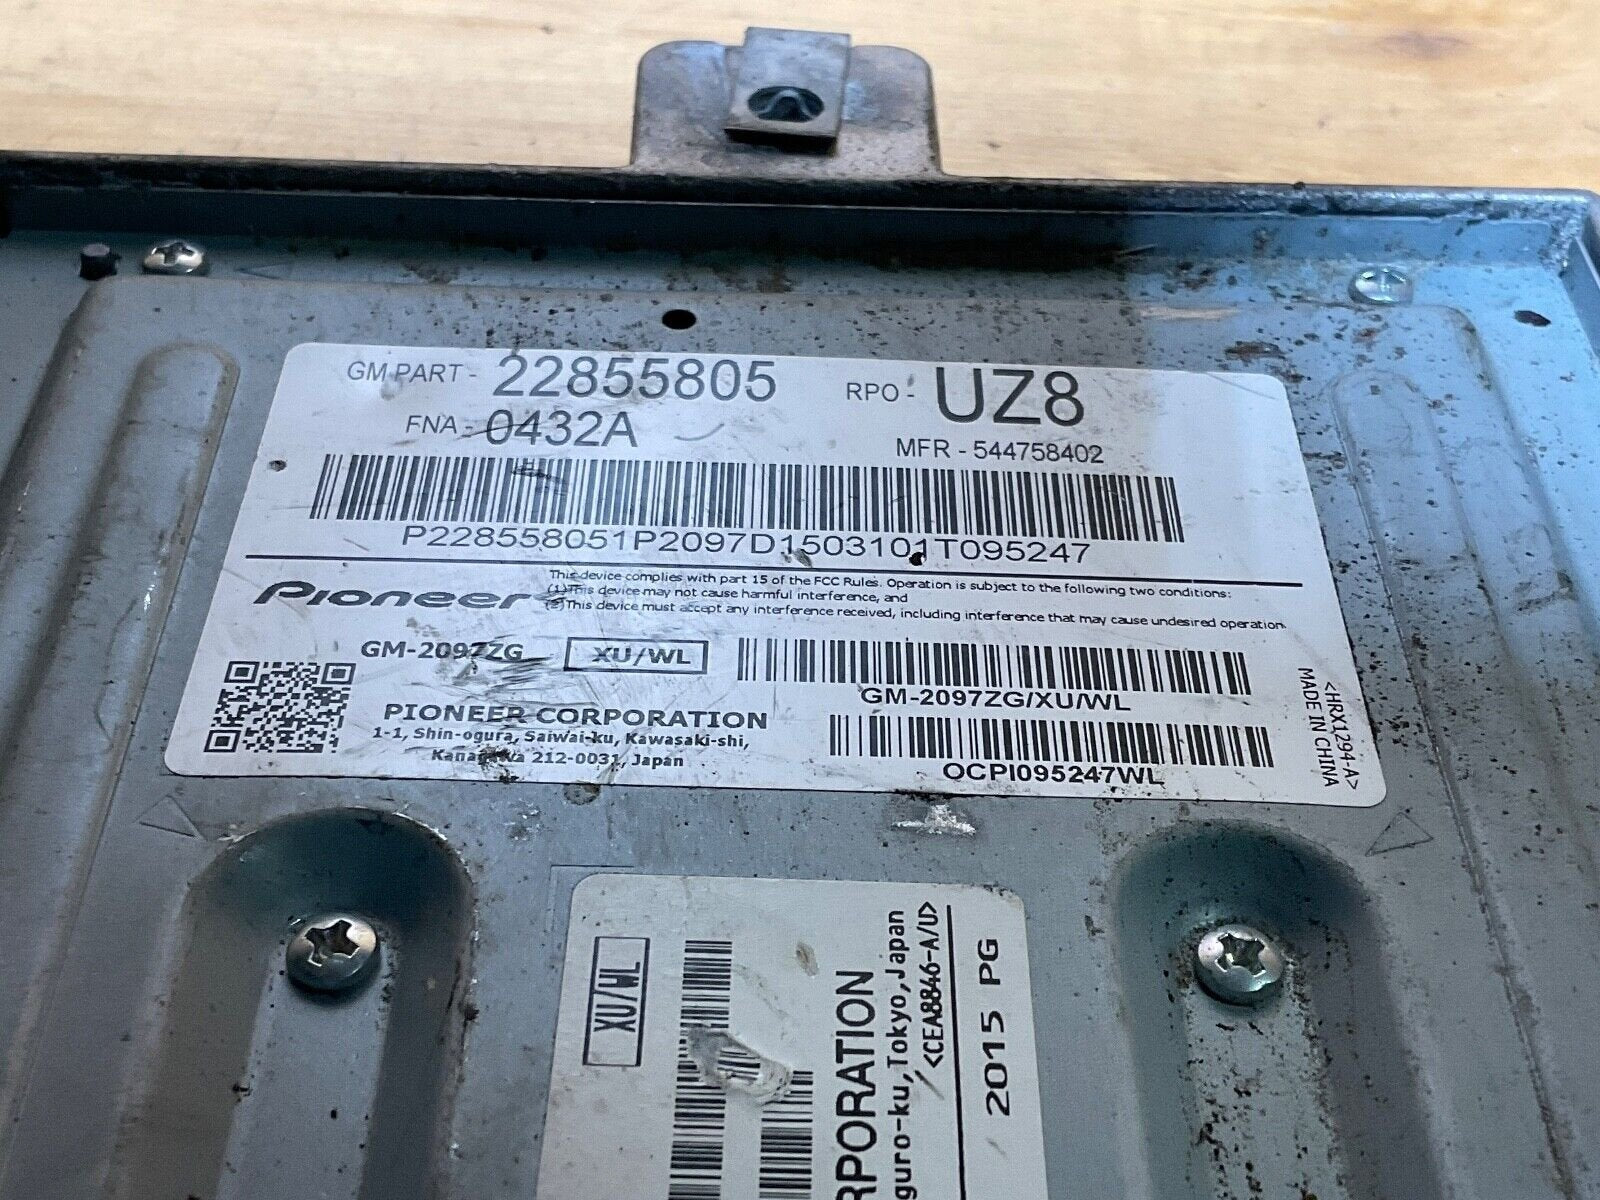 GM PART - 22855805 RPO - UZ8
FNA - 0432A MFR - 544758402
P228558051P2097D1503101T095247
Pioneer
This device complies with part 15 of the FCC Rules. Operation is subject to the following two conditions:
(1)This device may not cause harmful interference, and
(2)This device must accept any interference received, including interference that may cause undesired operation.
GM-2097ZG XU/WL
GM-2097ZG/XU/WL
PIONEER CORPORATION
1-1, Shin-ogura, Saiwai-ku, Kawasaki-shi,
Kanagawa 212-0031, Japan
OCPI095247WL
<HRX1294-A>
MADE IN CHINA
XU/WL
RPORATION
guro-ku,Tokyo,Japan
<CEA8846-A/U>
2015 PG